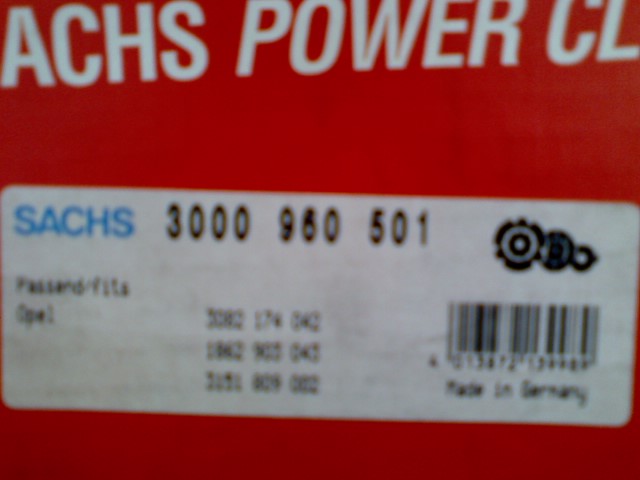 ACHS POWER CL
SACHS 3000 960 501
Passend/fits
Opel
3082 174 042
1862 903 043
3151 809 002
Made in Germany